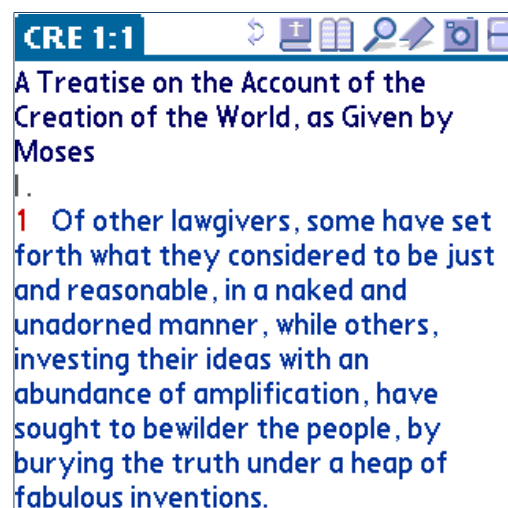 CRE 1:1
A Treatise on the Account of the
Creation of the World, as Given by
Moses
I.
1 Of other lawgivers, some have set
forth what they considered to be just
and reasonable, in a naked and
unadorned manner, while others,
investing their ideas with an
abundance of amplification, have
sought to bewilder the people, by
burying the truth under a heap of
fabulous inventions.